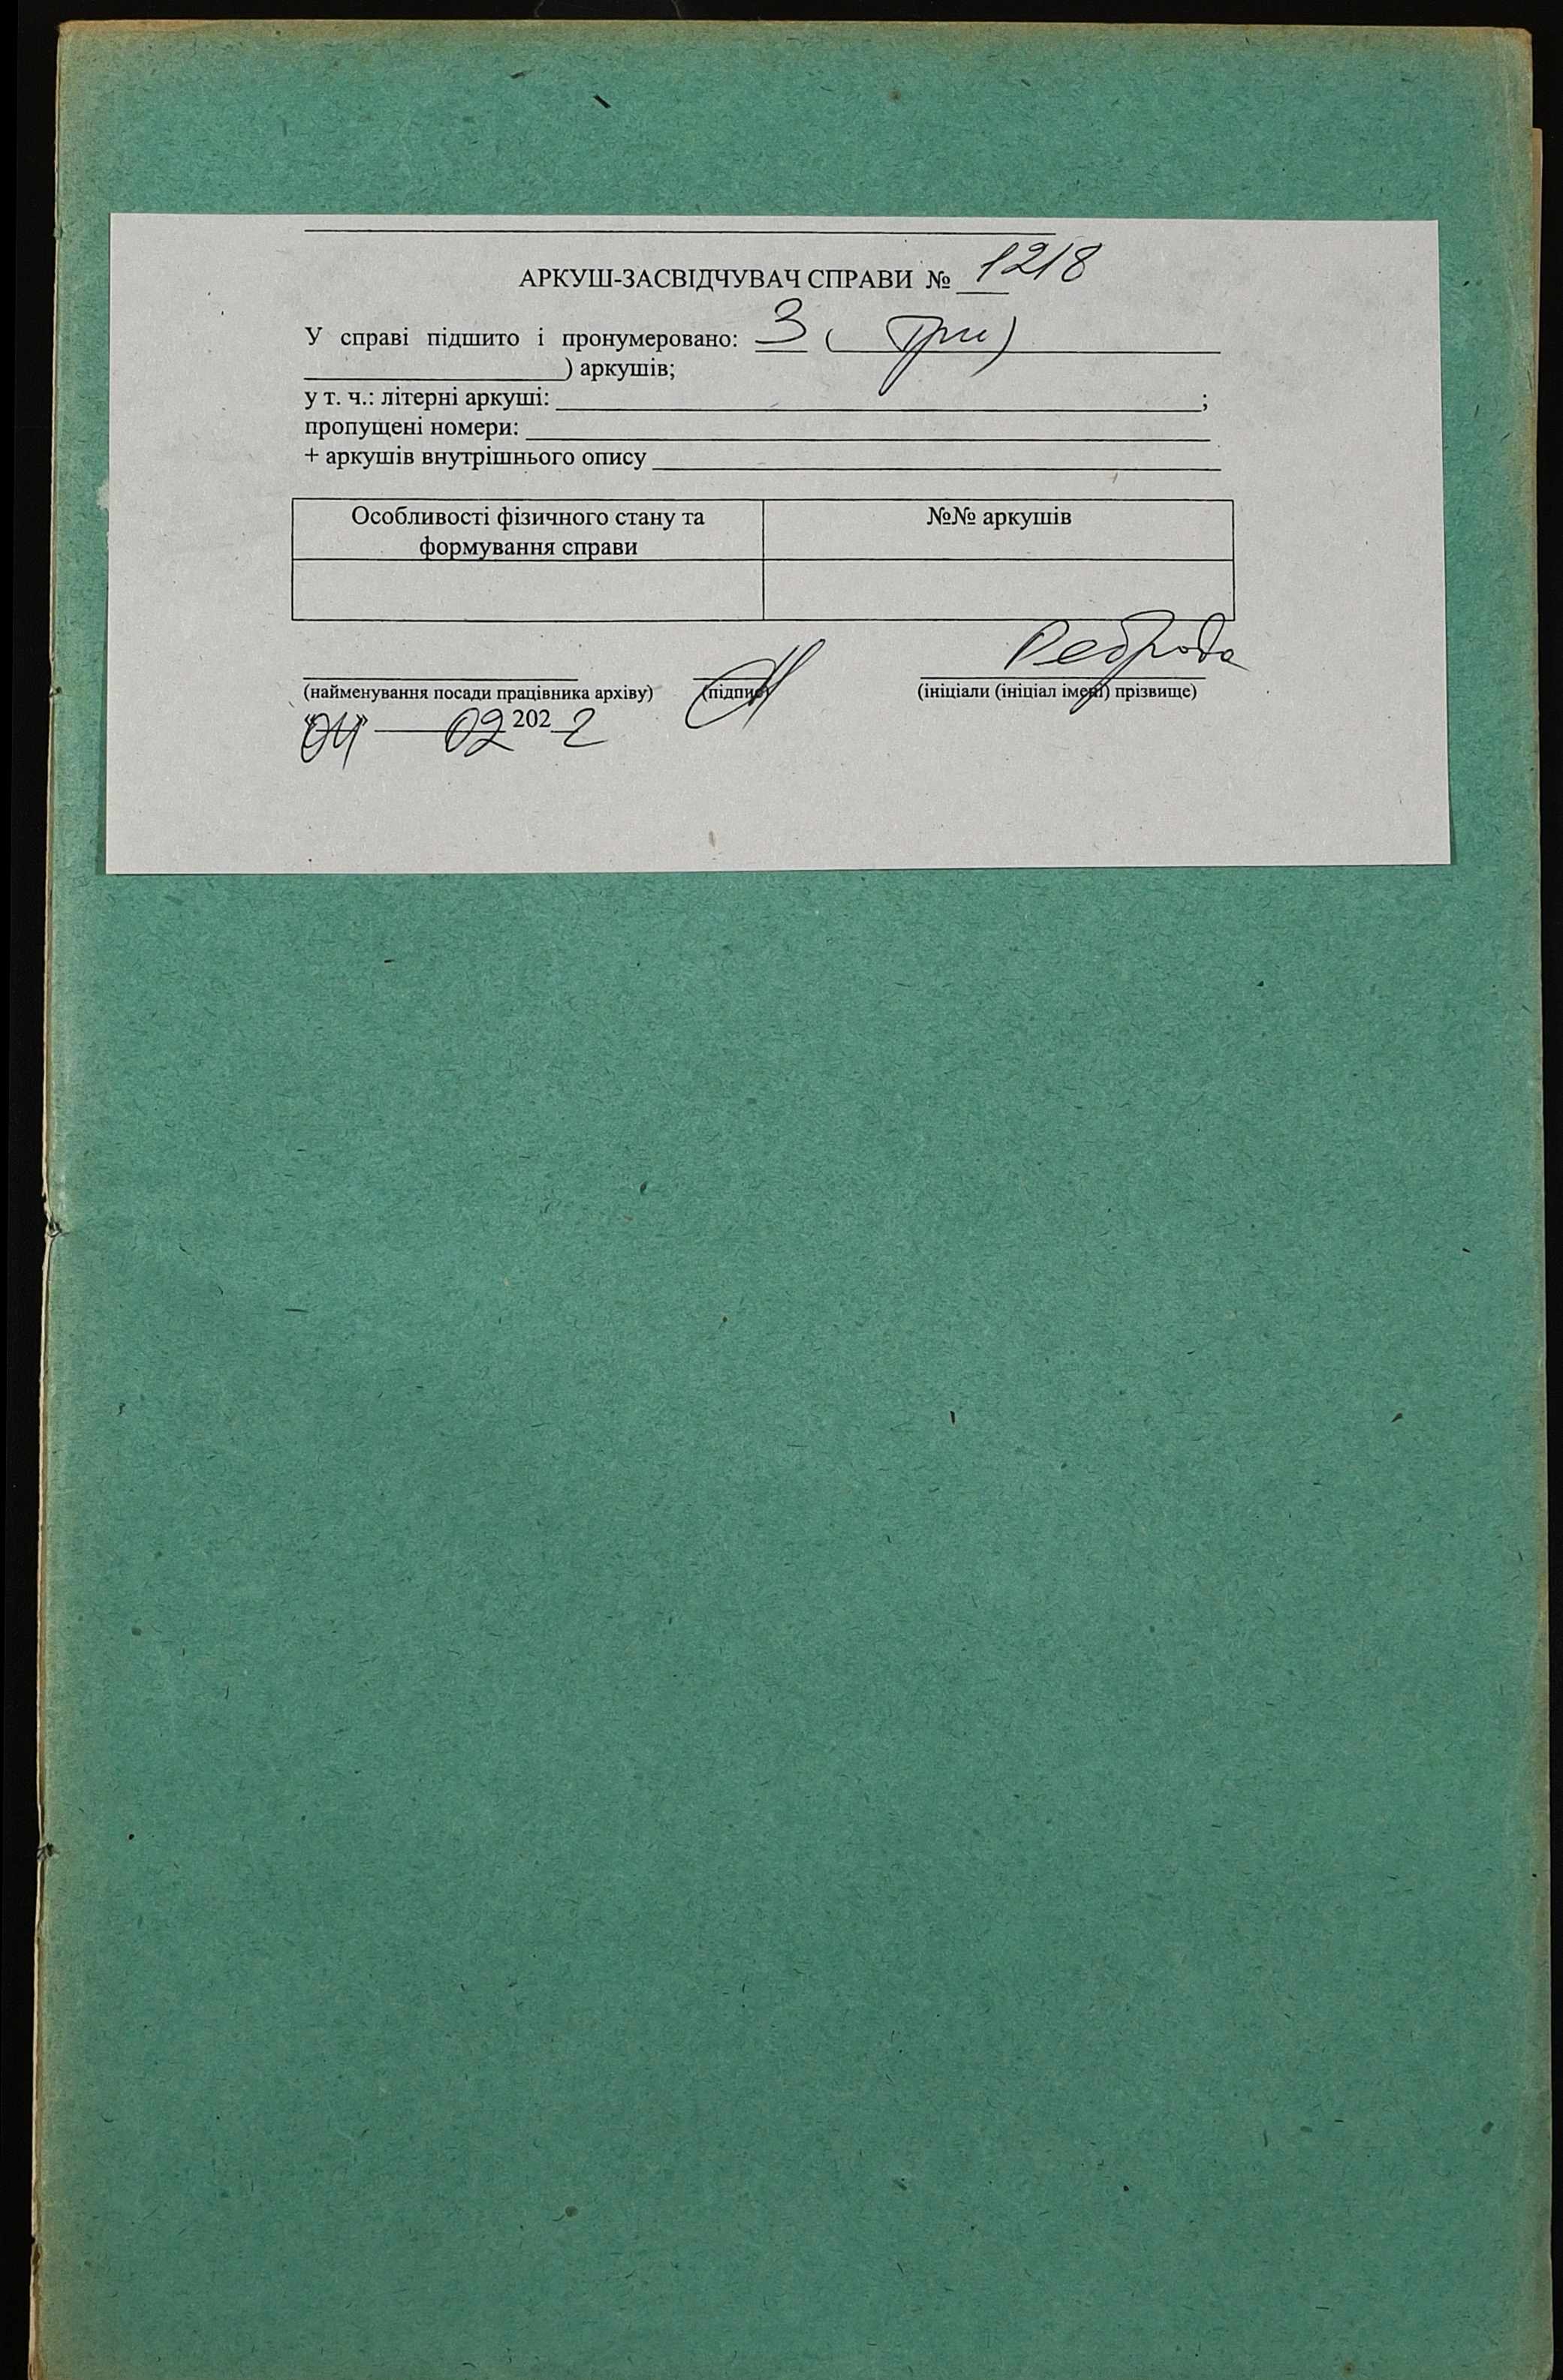 АРКУШ-ЗАСВІДЧУВАЧ СПРАВИ № 1218
У справі підшито і пронумеровано: 3 ( три)
) аркушів;
у т. ч.: літерні аркуші: ;
пропущені номери:
+ аркушів внутрішнього опису
Особливості фізичного стану та формування справи
№№ аркушів
Реброва
(найменування посади працівника архіву) (підпис) (ініціали (ініціал імені) прізвище)
"04" 02 2022